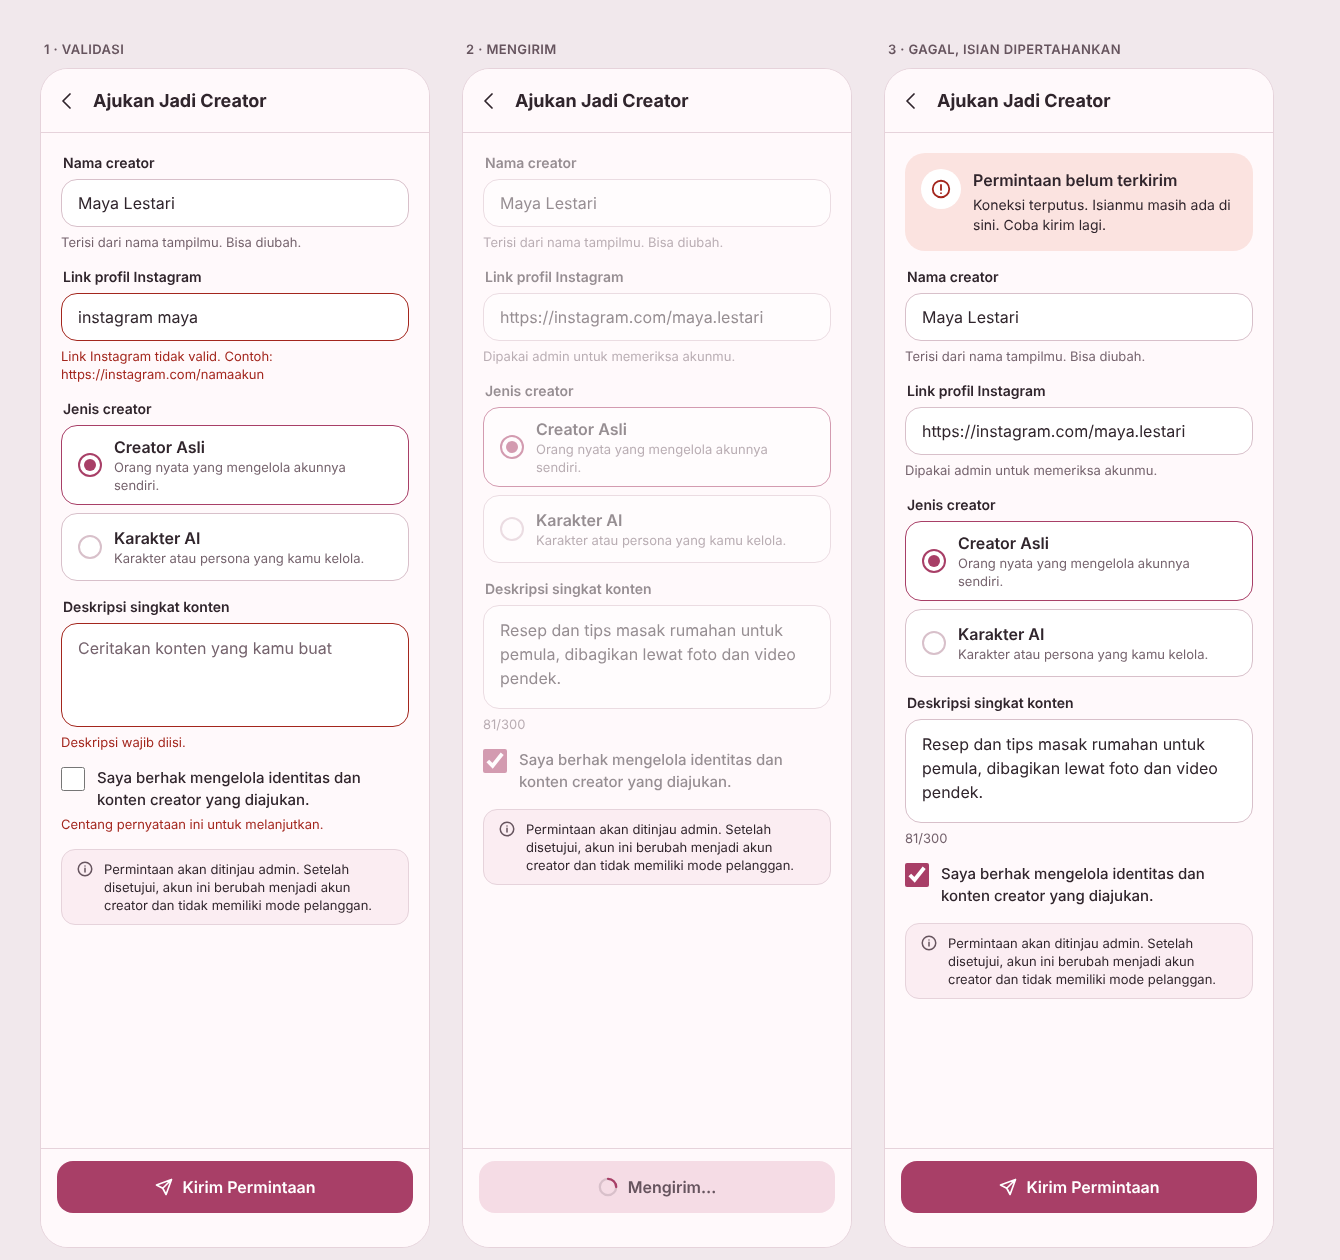 1 · VALIDASI
Ajukan Jadi Creator
Nama creator
Maya Lestari
Terisi dari nama tampilmu. Bisa diubah.
Link profil Instagram
instagram maya
Link Instagram tidak valid. Contoh:
https://instagram.com/namaakun
Jenis creator
Creator Asli
Orang nyata yang mengelola akunnya
sendiri.
Karakter AI
Karakter atau persona yang kamu kelola.
Deskripsi singkat konten
Ceritakan konten yang kamu buat
Deskripsi wajib diisi.
Saya berhak mengelola identitas dan
konten creator yang diajukan.
Centang pernyataan ini untuk melanjutkan.
Permintaan akan ditinjau admin. Setelah
disetujui, akun ini berubah menjadi akun
creator dan tidak memiliki mode pelanggan.
Kirim Permintaan
2 · MENGIRIM
Ajukan Jadi Creator
Nama creator
Maya Lestari
Terisi dari nama tampilmu. Bisa diubah.
Link profil Instagram
https://instagram.com/maya.lestari
Dipakai admin untuk memeriksa akunmu.
Jenis creator
Creator Asli
Orang nyata yang mengelola akunnya
sendiri.
Karakter AI
Karakter atau persona yang kamu kelola.
Deskripsi singkat konten
Resep dan tips masak rumahan untuk
pemula, dibagikan lewat foto dan video
pendek.
81/300
Saya berhak mengelola identitas dan
konten creator yang diajukan.
Permintaan akan ditinjau admin. Setelah
disetujui, akun ini berubah menjadi akun
creator dan tidak memiliki mode pelanggan.
Mengirim...
3 · GAGAL, ISIAN DIPERTAHANKAN
Ajukan Jadi Creator
Permintaan belum terkirim
Koneksi terputus. Isianmu masih ada di
sini. Coba kirim lagi.
Nama creator
Maya Lestari
Terisi dari nama tampilmu. Bisa diubah.
Link profil Instagram
https://instagram.com/maya.lestari
Dipakai admin untuk memeriksa akunmu.
Jenis creator
Creator Asli
Orang nyata yang mengelola akunnya
sendiri.
Karakter AI
Karakter atau persona yang kamu kelola.
Deskripsi singkat konten
Resep dan tips masak rumahan untuk
pemula, dibagikan lewat foto dan video
pendek.
81/300
Saya berhak mengelola identitas dan
konten creator yang diajukan.
Permintaan akan ditinjau admin. Setelah
disetujui, akun ini berubah menjadi akun
creator dan tidak memiliki mode pelanggan.
Kirim Permintaan